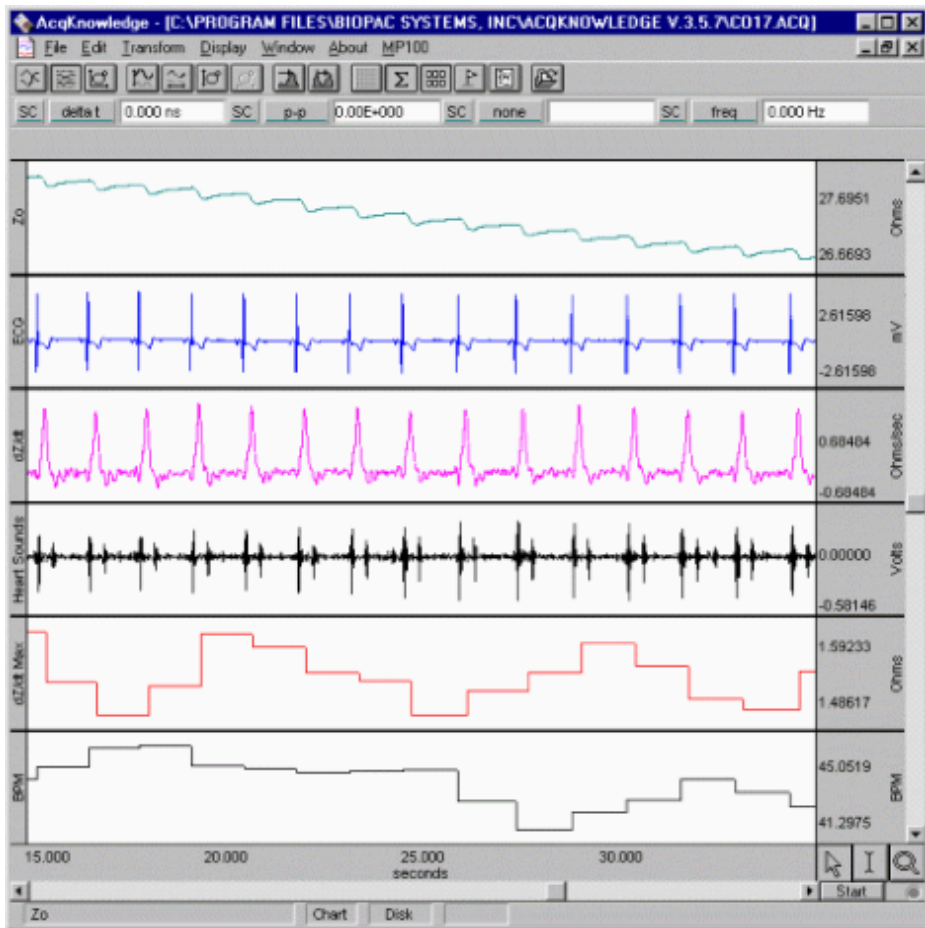 AcqKnowledge - [C:\PROGRAM FILES\BIOPAC SYSTEMS, INC\ACQKNOWLEDGE V.3.5.7\CO17.ACQ]
File Edit Transform Display Window About MP100
SC delta t 0.000 ns SC p-p 0.00E+000 SC none SC freq 0.000 Hz
Zo
27.6951
26.6693
Ohms
ECG
2.61598
-2.61598
mV
dZ/dt
0.68484
-0.68484
Ohms/sec
Heart Sounds
0.00000
-0.58146
Volts
dZ/dt Max
1.59233
1.48617
Ohms
BPM
45.0519
41.2975
BPM
15.000 20.000 25.000 30.000
seconds
Start
Zo Chart Disk